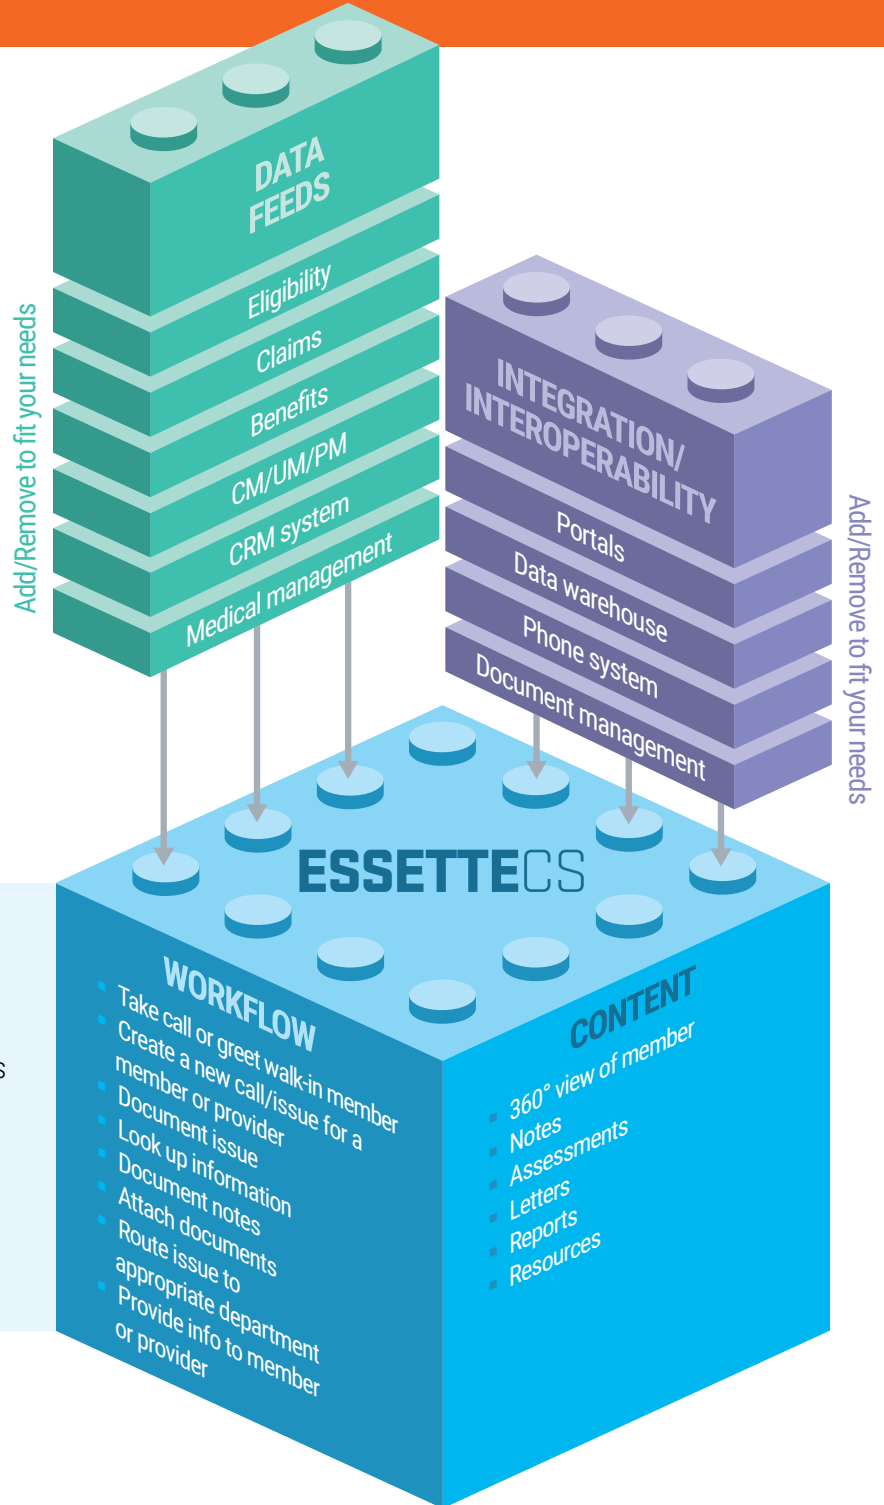 DATA
FEEDS
Eligibility
Claims
Benefits
CM/UM/PM
CRM system
Medical management
Add/Remove to fit your needs
INTEGRATION/
INTEROPERABILITY
Portals
Data warehouse
Phone system
Document management
Add/Remove to fit your needs
ESSETTECS
WORKFLOW
Take call or greet walk-in member
Create a new call/issue for a
member or provider
Document issue
Look up information
Document notes
Attach documents
Route issue to
appropriate department
Provide info to member
or provider
CONTENT
360° view of member
Notes
Assessments
Letters
Reports
Resources